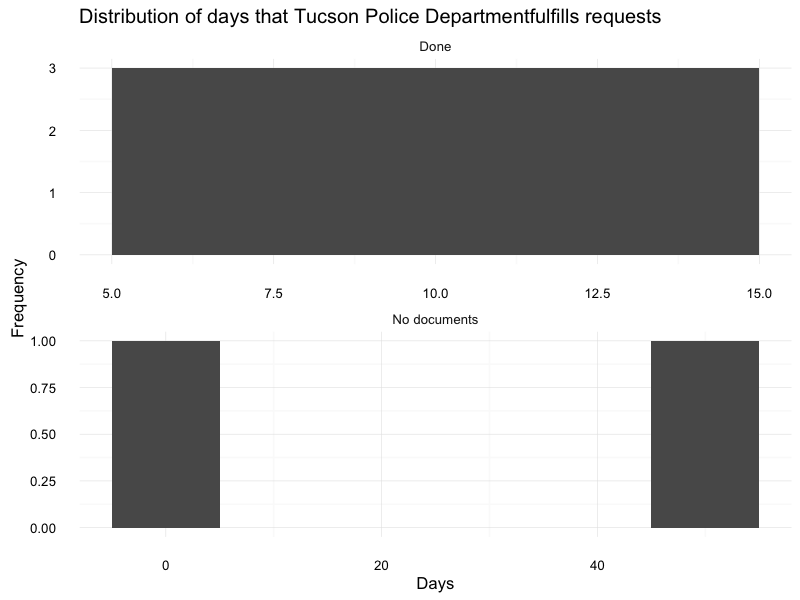 Distribution of days that Tucson Police Departmentfulfills requests
Done
3
2
1
0
5.0 7.5 10.0 12.5 15.0
Frequency
No documents
1.00
0.75
0.50
0.25
0.00
0 20 40
Days